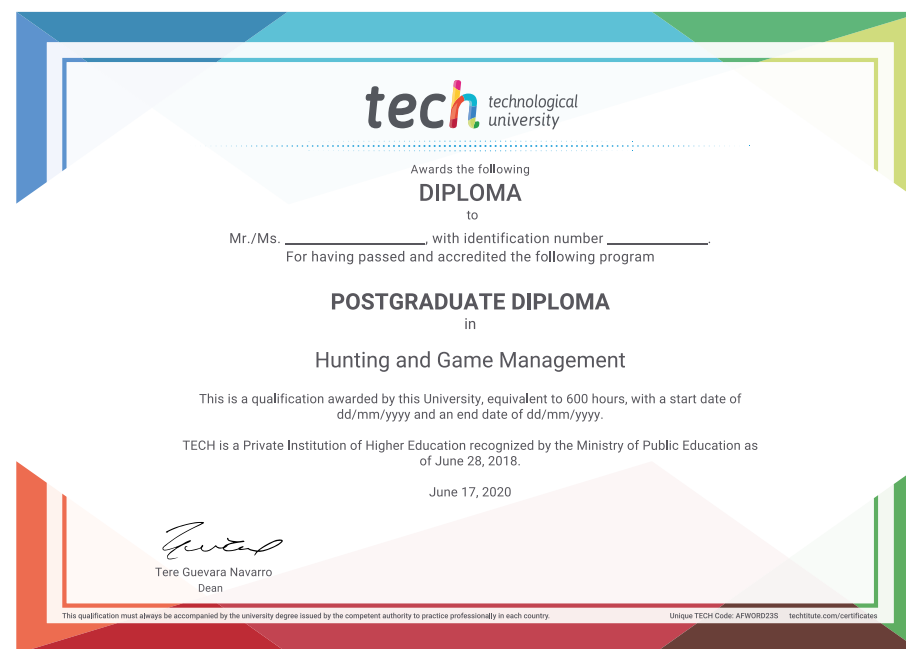 tech technological
university
Awards the following
DIPLOMA
to
Mr./Ms. ____________________, with identification number ______________.
For having passed and accredited the following program
POSTGRADUATE DIPLOMA
in
Hunting and Game Management
This is a qualification awarded by this University, equivalent to 600 hours, with a start date of
dd/mm/yyyy and an end date of dd/mm/yyyy.
TECH is a Private Institution of Higher Education recognized by the Ministry of Public Education as
of June 28, 2018.
June 17, 2020
Tere Guevara Navarro
Dean
This qualification must always be accompanied by the university degree issued by the competent authority to practice professionally in each country. Unique TECH Code: AFWORD23S techtitute.com/certificates